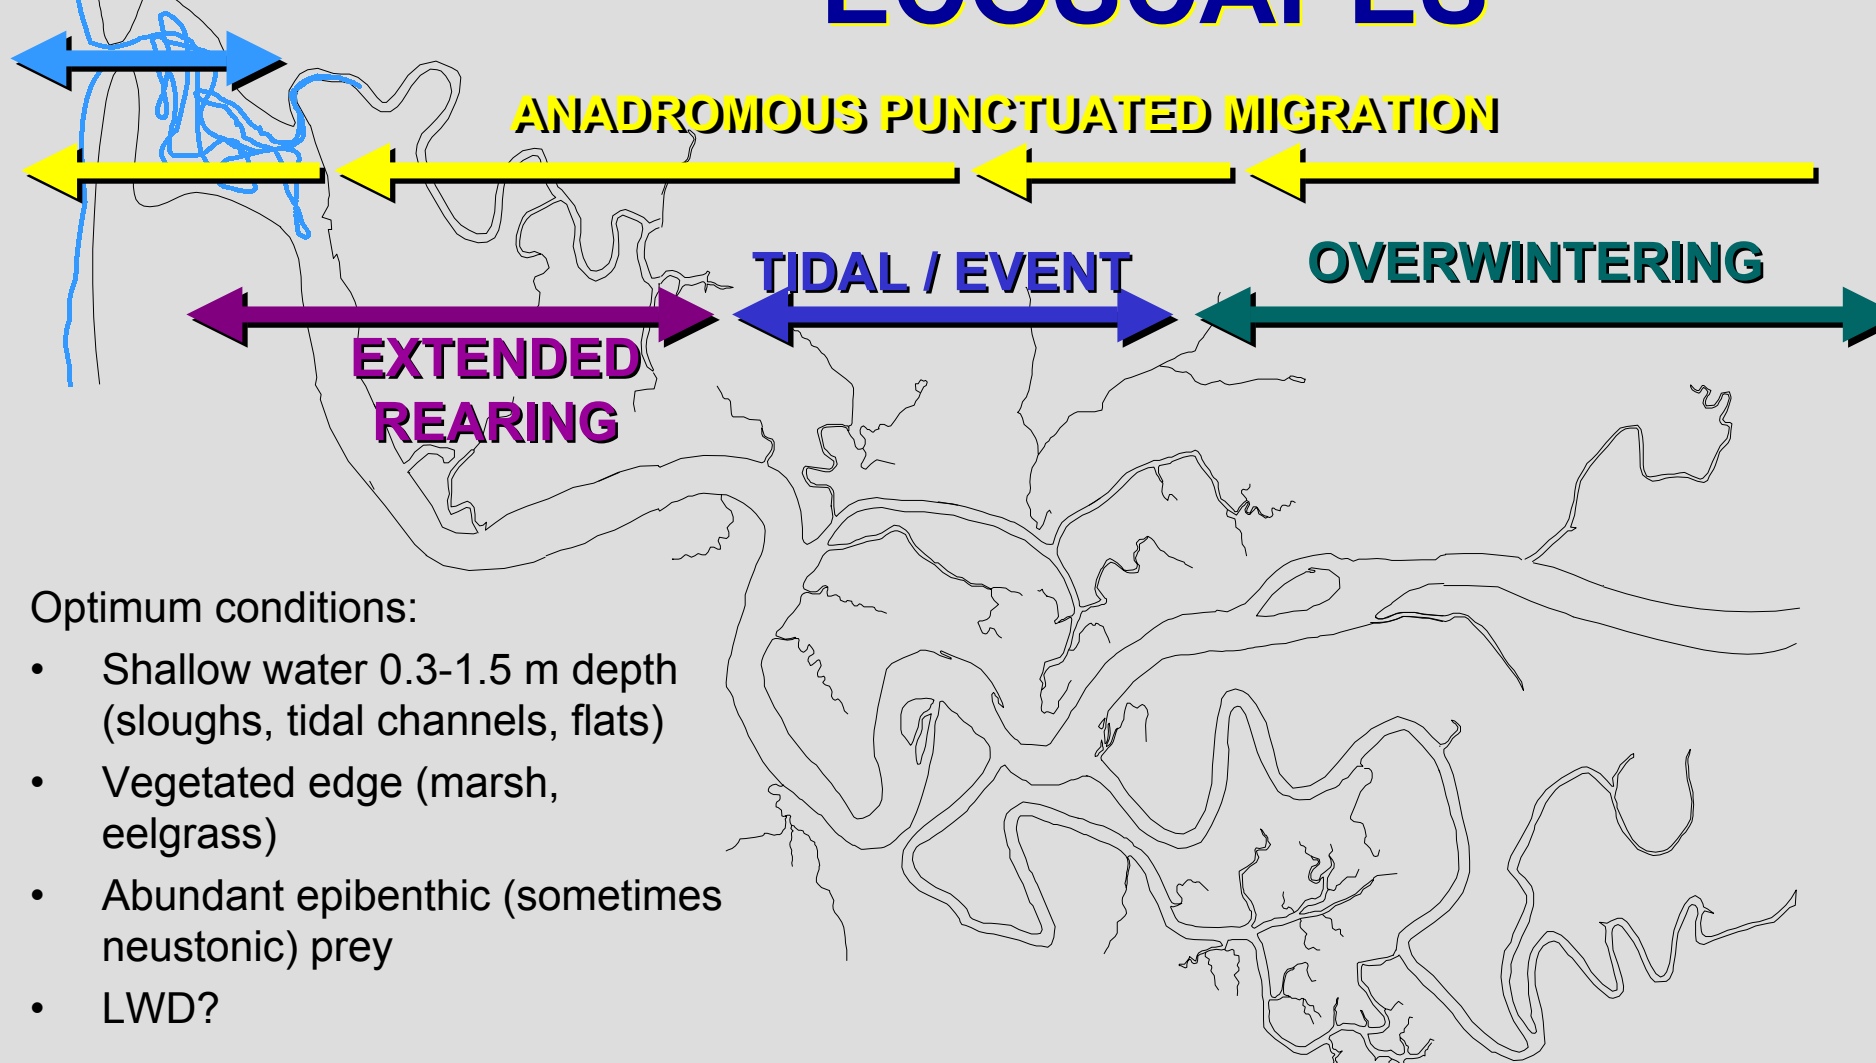 ECOSCAPES
ANADROMOUS PUNCTUATED MIGRATION
TIDAL / EVENT
OVERWINTERING
EXTENDED
REARING
Optimum conditions:
• Shallow water 0.3-1.5 m depth
(sloughs, tidal channels, flats)
• Vegetated edge (marsh,
eelgrass)
• Abundant epibenthic (sometimes
neustonic) prey
• LWD?